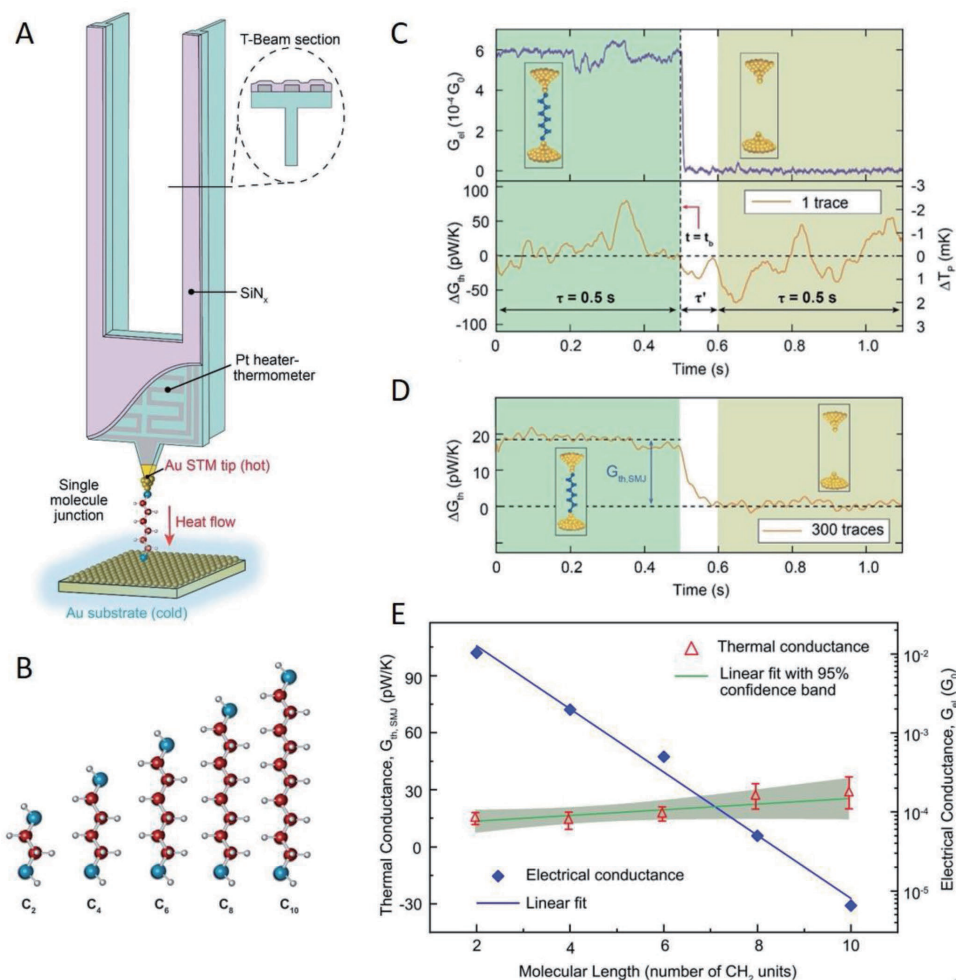 A
T-Beam section
SiNx
Pt heater-
thermometer
Au STM tip (hot)
Single
molecule
junction
Heat flow
Au substrate (cold)
B
C2
C4
C6
C8
C10
C
Gel (10-4 G0)
6
4
2
0
ΔGth (pW/K)
100
50
0
-50
-100
1 trace
t = tb
τ = 0.5 s
τ'
τ = 0.5 s
-3
-2
-1
0
1
2
3
ΔTP (mK)
0
0.2
0.4
0.6
0.8
1.0
Time (s)
D
ΔGth (pW/K)
20
10
0
Gth,SMJ
300 traces
0
0.2
0.4
0.6
0.8
1.0
Time (s)
E
Thermal Conductance, Gth, SMJ (pW/K)
90
60
30
0
-30
Thermal conductance
Linear fit with 95%
confidence band
Electrical conductance
Linear fit
10-2
10-3
10-4
10-5
Electrical Conductance, Gel (G0)
2
4
6
8
10
Molecular Length (number of CH2 units)